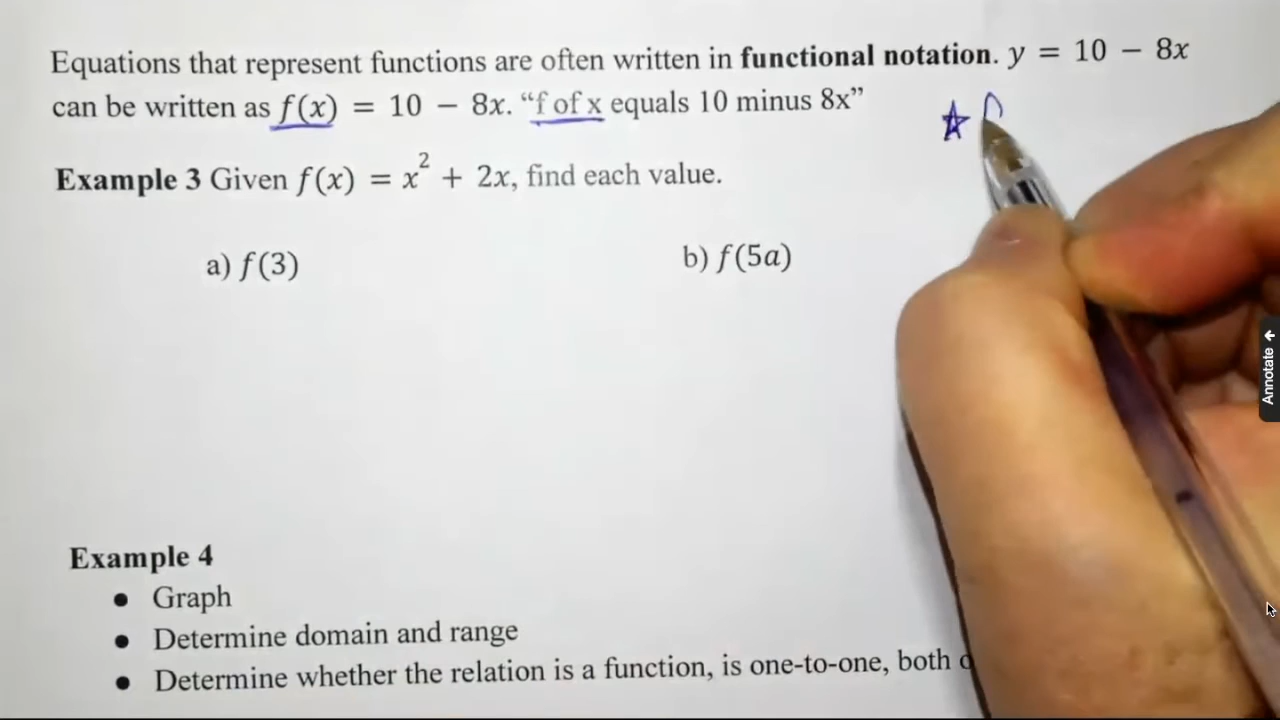 Equations that represent functions are often written in functional notation. y = 10 − 8x
can be written as f(x) = 10 − 8x. “f of x equals 10 minus 8x”
Example 3 Given f(x) = x² + 2x, find each value.
a) f(3) b) f(5a)
Example 4
● Graph
● Determine domain and range
● Determine whether the relation is a function, is one-to-one, both
Annotate